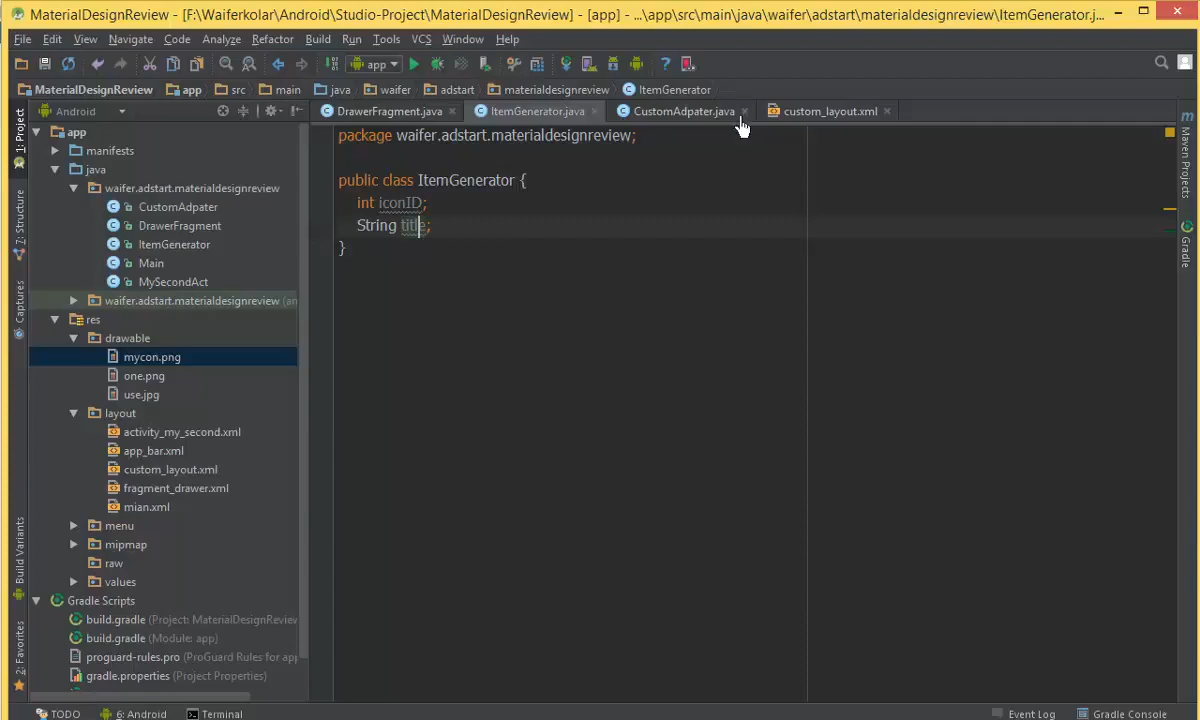 MaterialDesignReview - [F:\Waiferkolar\Android\Studio-Project\MaterialDesignReview] - [app] - ...\app\src\main\java\waifer\adstart\materialdesignreview\ItemGenerator.j...
File Edit View Navigate Code Analyze Refactor Build Run Tools VCS Window Help
app
MaterialDesignReview app src main java waifer adstart materialdesignreview ItemGenerator
Android
DrawerFragment.java ItemGenerator.java CustomAdpater.java custom_layout.xml
1: Project
Structure
Captures
Build Variants
2: Favorites
app
manifests
java
waifer.adstart.materialdesignreview
CustomAdpater
DrawerFragment
ItemGenerator
Main
MySecondAct
waifer.adstart.materialdesignreview (an
res
drawable
mycon.png
one.png
use.jpg
layout
activity_my_second.xml
app_bar.xml
custom_layout.xml
fragment_drawer.xml
mian.xml
menu
mipmap
raw
values
Gradle Scripts
build.gradle (Project: MaterialDesignReview
build.gradle (Module: app)
proguard-rules.pro (ProGuard Rules for app
gradle.properties (Project Properties)
package waifer.adstart.materialdesignreview;
public class ItemGenerator {
int iconID;
String title;
}
Maven Projects
Gradle
TODO 6: Android Terminal Event Log Gradle Console